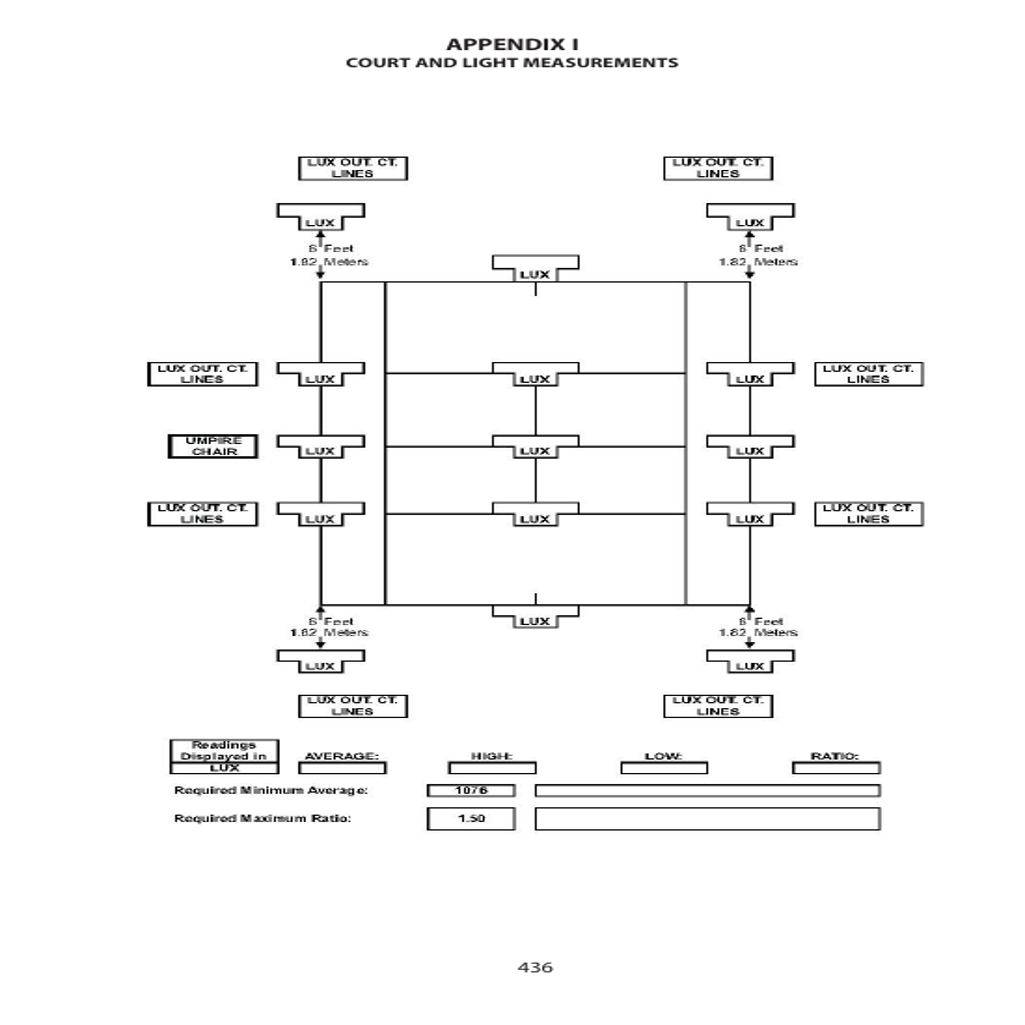 APPENDIX I
COURT AND LIGHT MEASUREMENTS
LUX OUT. CT.
LINES
LUX OUT. CT.
LINES
LUX
LUX
6 Feet
1.82 Meters
6 Feet
1.82 Meters
LUX
LUX OUT. CT.
LINES
LUX
LUX
LUX
LUX OUT. CT.
LINES
UMPIRE
CHAIR
LUX
LUX
LUX
LUX OUT. CT.
LINES
LUX
LUX
LUX
LUX OUT. CT.
LINES
6 Feet
1.82 Meters
LUX
6 Feet
1.82 Meters
LUX
LUX
LUX OUT. CT.
LINES
LUX OUT. CT.
LINES
Readings
Displayed in
LUX
AVERAGE:
HIGH:
LOW:
RATIO:
Required Minimum Average:
1076
Required Maximum Ratio:
1.50
436